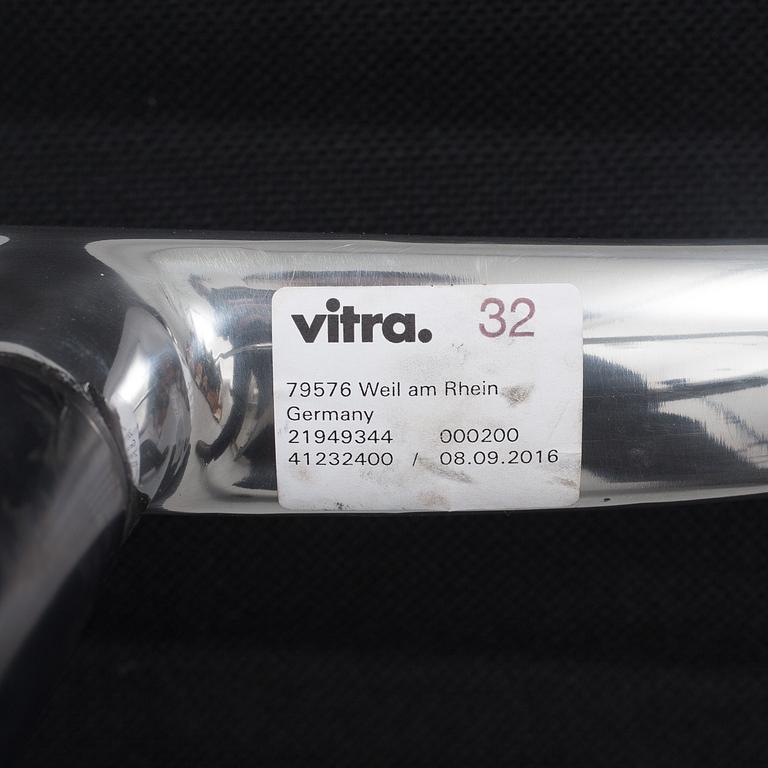 vitra. 32
79576 Weil am Rhein
Germany
21949344 000200
41232400 / 08.09.2016